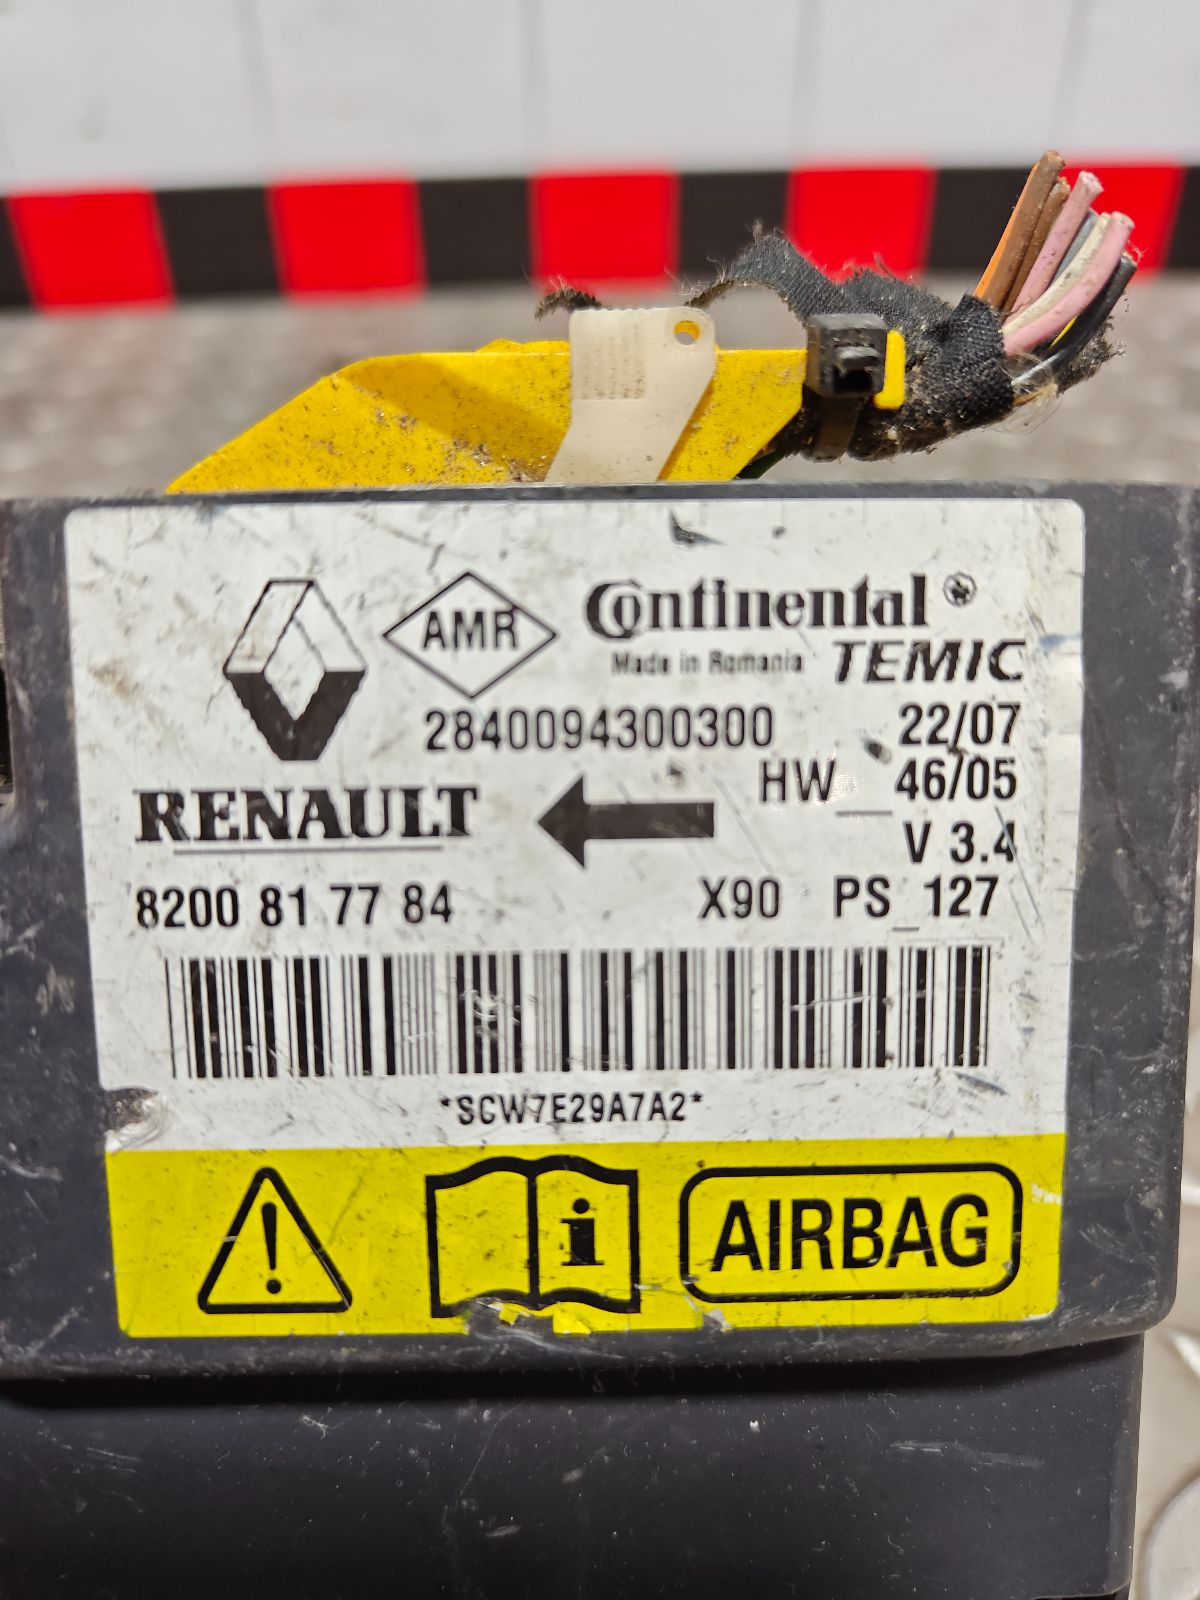 AMR
Continental®
Made in Romania TEMIC
2840094300300 22/07
HW 46/05
RENAULT
V 3.4
8200 81 77 84 X90 PS 127
*SCW7E29A7A2*
! i AIRBAG